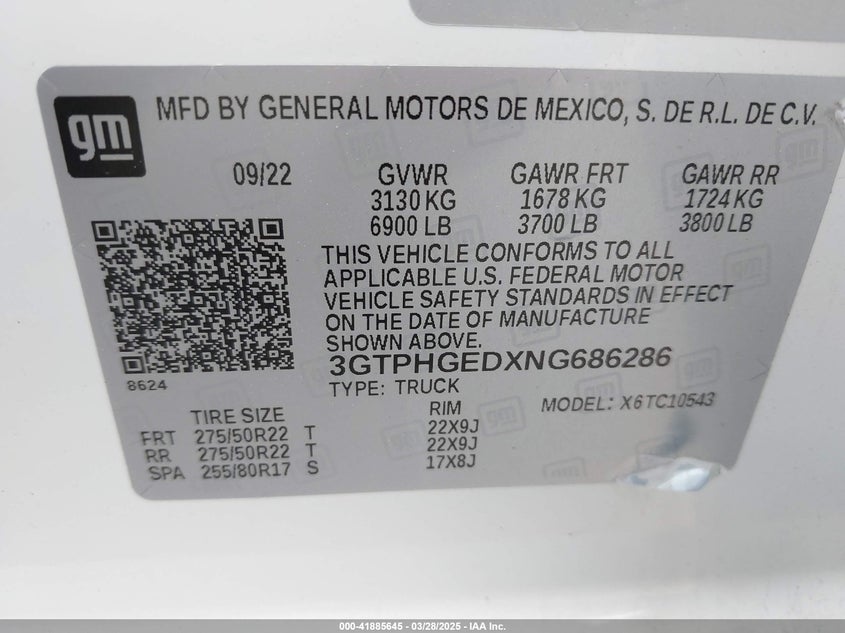 gm
MFD BY GENERAL MOTORS DE MEXICO, S. DE R.L. DE C.V.
09/22 GVWR GAWR FRT GAWR RR
3130 KG 1678 KG 1724 KG
6900 LB 3700 LB 3800 LB
THIS VEHICLE CONFORMS TO ALL
APPLICABLE U.S. FEDERAL MOTOR
VEHICLE SAFETY STANDARDS IN EFFECT
ON THE DATE OF MANUFACTURE
SHOWN ABOVE.
3GTPHGEDXNG686286
8624 TYPE: TRUCK
TIRE SIZE RIM MODEL: X6TC10543
FRT 275/50R22 T 22X9J
RR 275/50R22 T 22X9J
SPA 255/80R17 S 17X8J
000-41885645 - 03/28/2025 - IAA Inc.